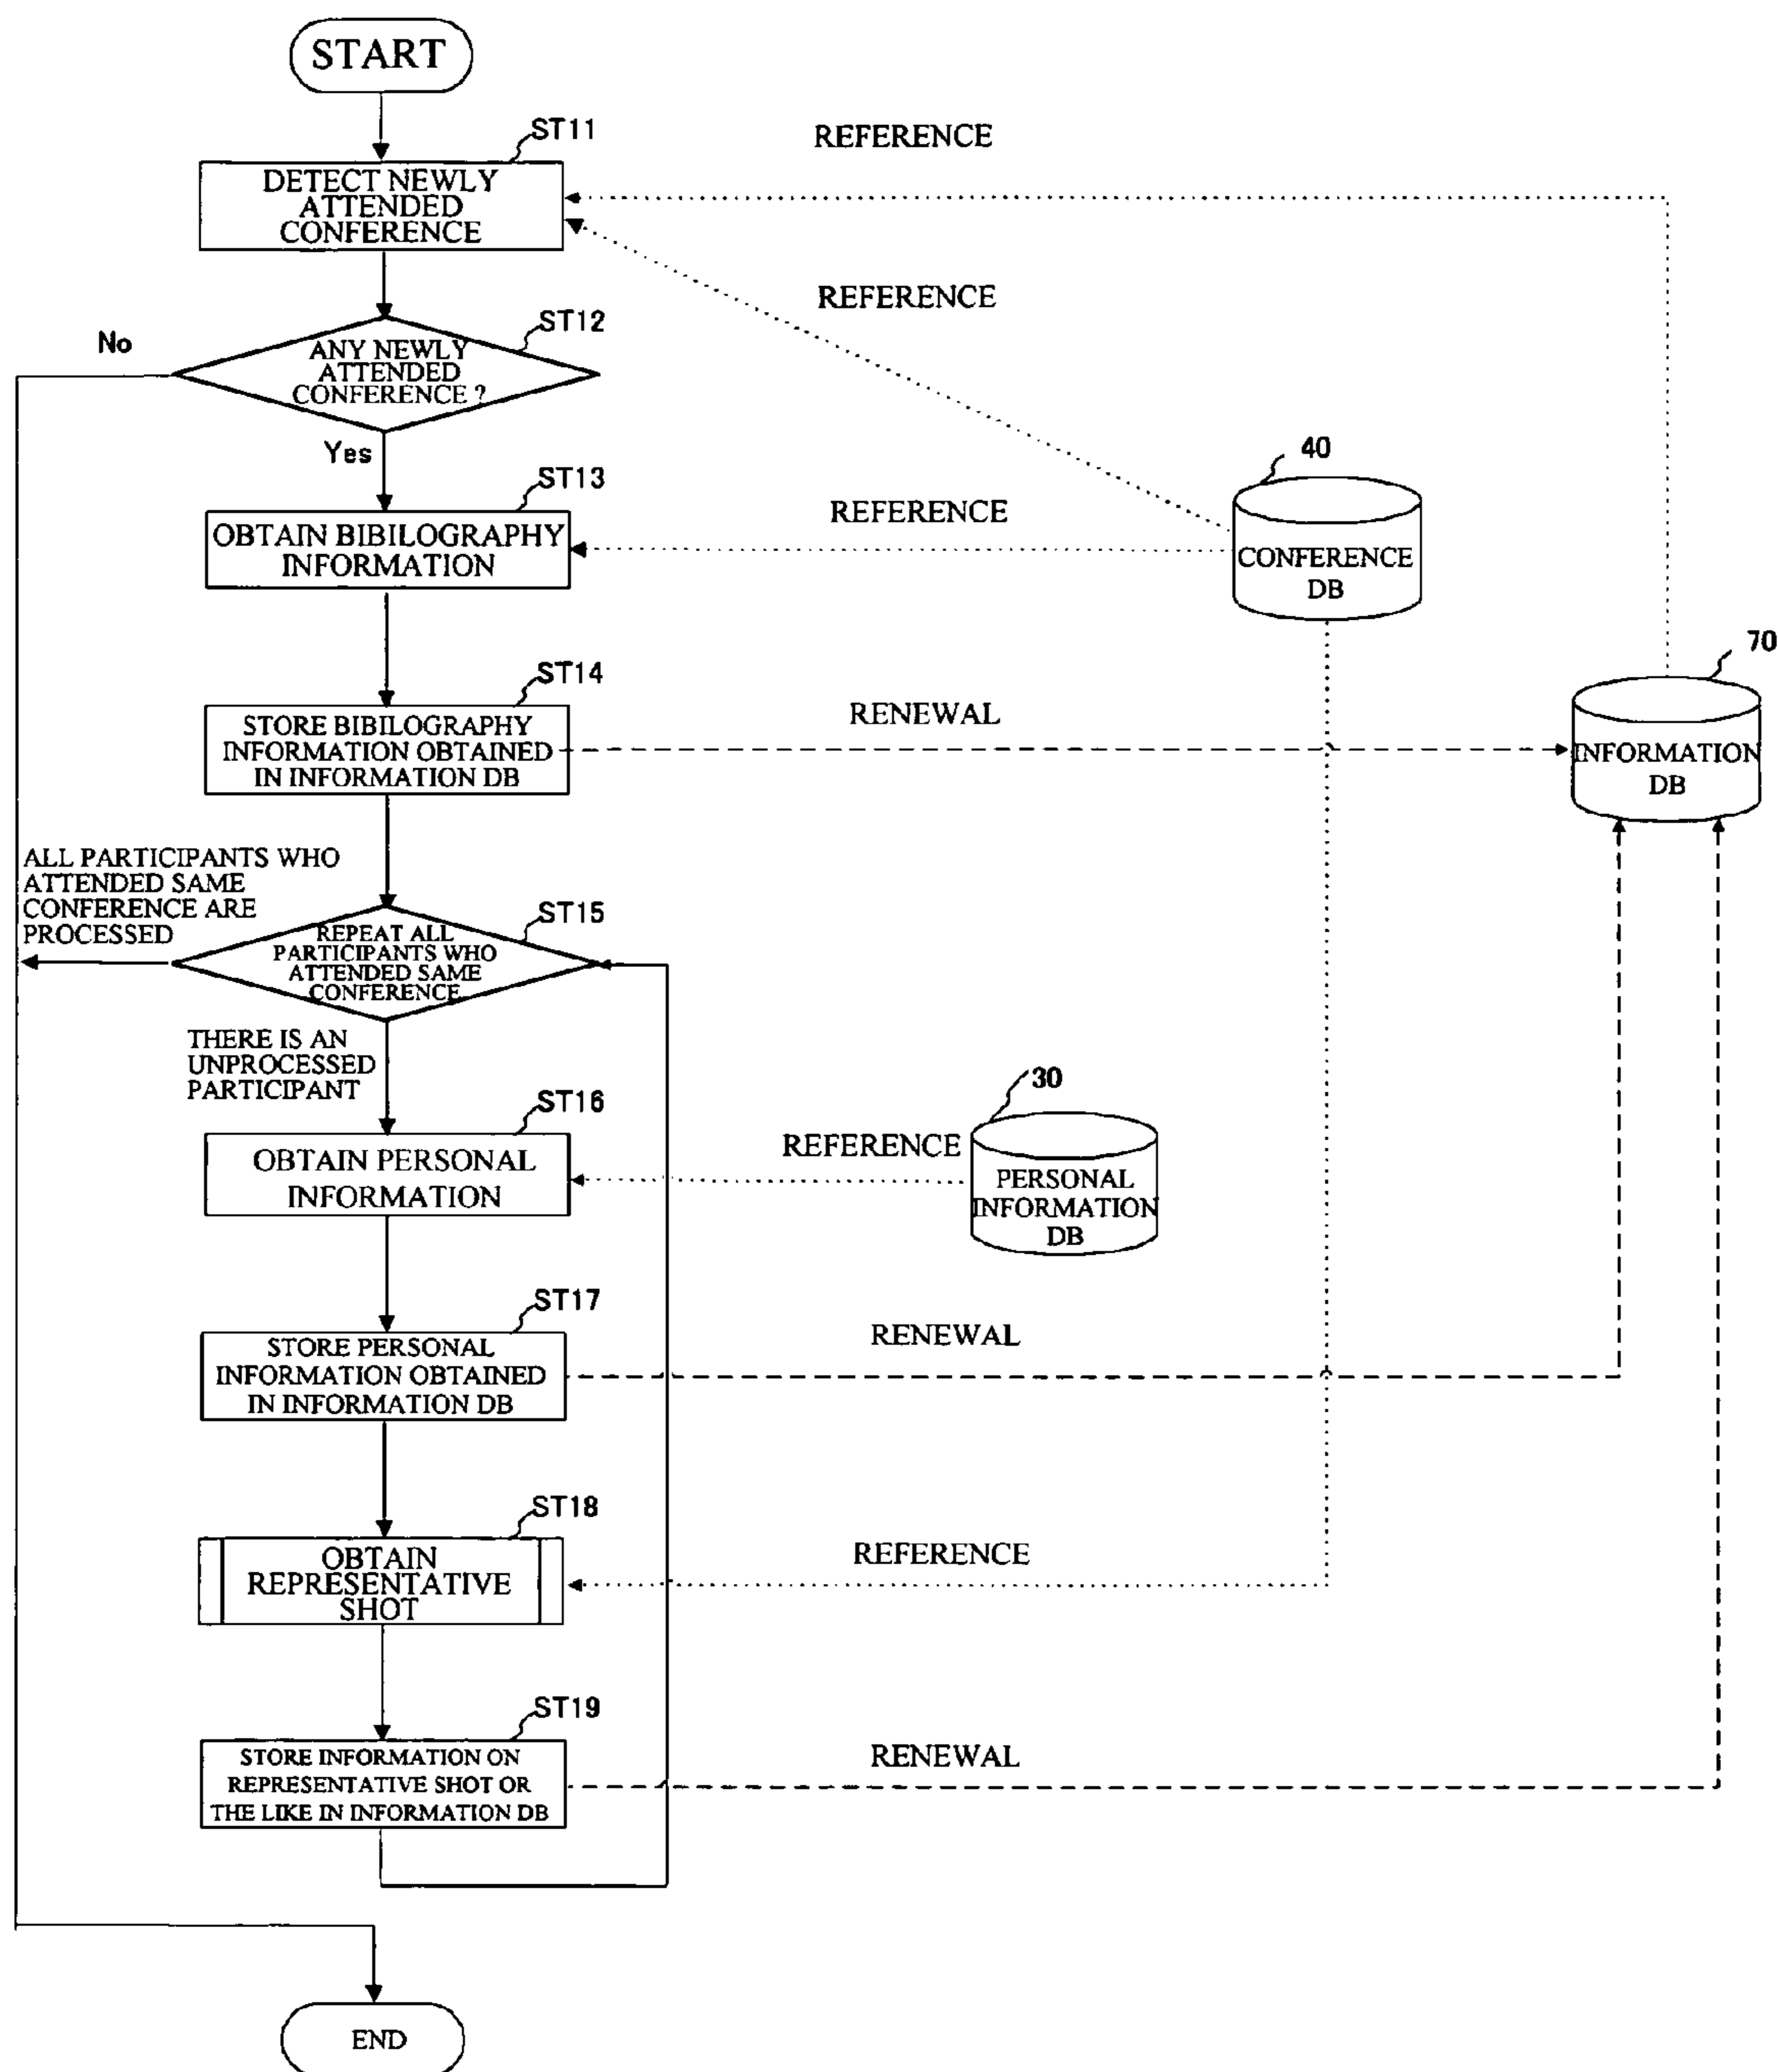 START
ST11
REFERENCE
DETECT NEWLY
ATTENDED
CONFERENCE
REFERENCE
ST12
No
ANY NEWLY
ATTENDED
CONFERENCE ?
Yes
40
ST13
REFERENCE
OBTAIN BIBILOGRAPHY
INFORMATION
CONFERENCE
DB
70
ST14
RENEWAL
STORE BIBILOGRAPHY
INFORMATION OBTAINED
IN INFORMATION DB
INFORMATION
DB
ALL PARTICIPANTS WHO
ATTENDED SAME
CONFERENCE ARE
PROCESSED
ST15
REPEAT ALL
PARTICIPANTS WHO
ATTENDED SAME
CONFERENCE
THERE IS AN
UNPROCESSED
PARTICIPANT
30
ST16
REFERENCE
OBTAIN PERSONAL
INFORMATION
PERSONAL
INFORMATION
DB
ST17
RENEWAL
STORE PERSONAL
INFORMATION OBTAINED
IN INFORMATION DB
ST18
REFERENCE
OBTAIN
REPRESENTATIVE
SHOT
ST19
RENEWAL
STORE INFORMATION ON
REPRESENTATIVE SHOT OR
THE LIKE IN INFORMATION DB
END